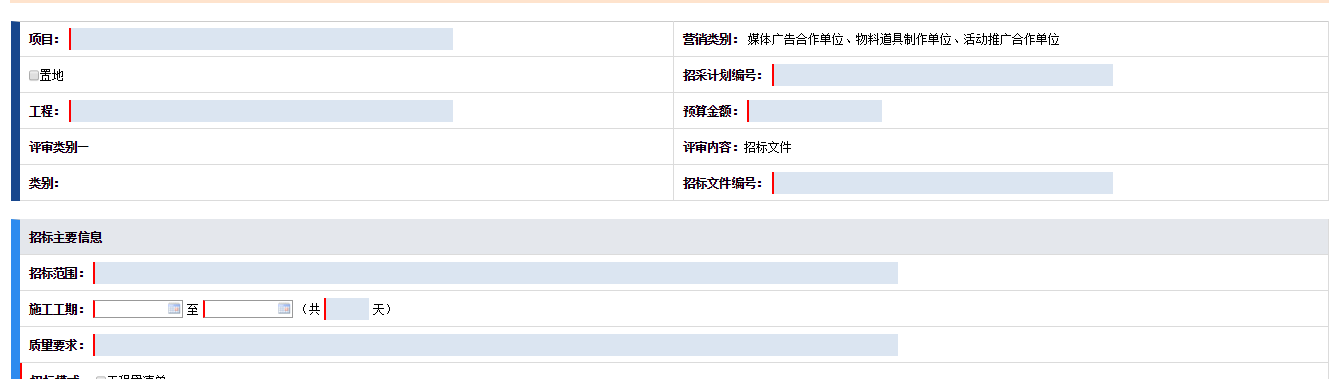 项目： 营销类别： 媒体广告合作单位、物料道具制作单位、活动推广合作单位
置地 招采计划编号：
工程： 预算金额：
评审类别一 评审内容：招标文件
类别： 招标文件编号：
招标主要信息
招标范围：
施工工期： 至 （共 天）
质量要求：